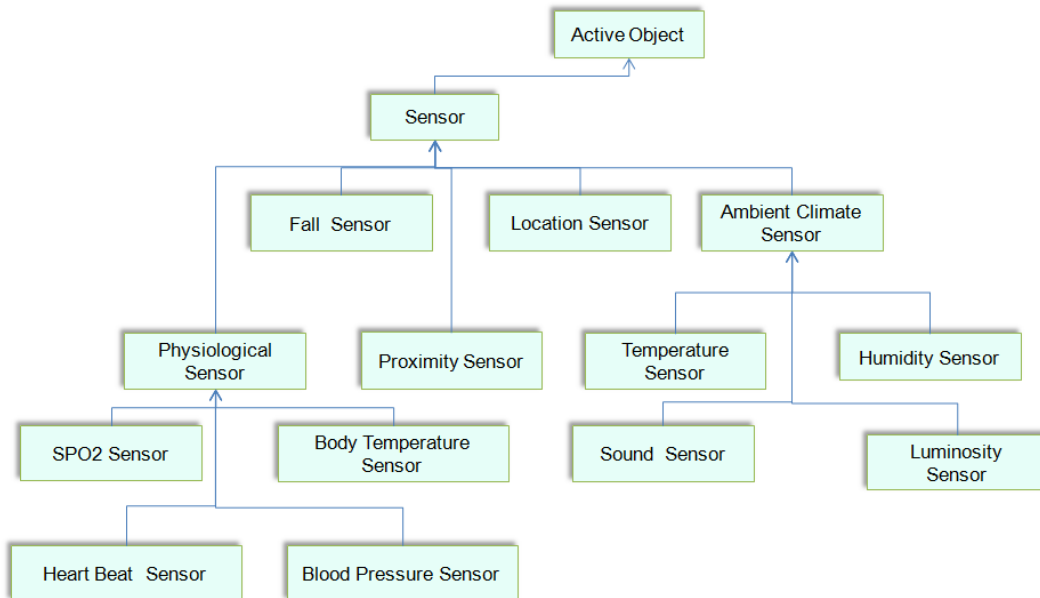 Active Object
Sensor
Fall  Sensor
Location Sensor
Ambient Climate
Sensor
Physiological
Sensor
Proximity Sensor
Temperature
Sensor
Humidity Sensor
SPO2 Sensor
Body Temperature
Sensor
Sound  Sensor
Luminosity
Sensor
Heart Beat  Sensor
Blood Pressure Sensor